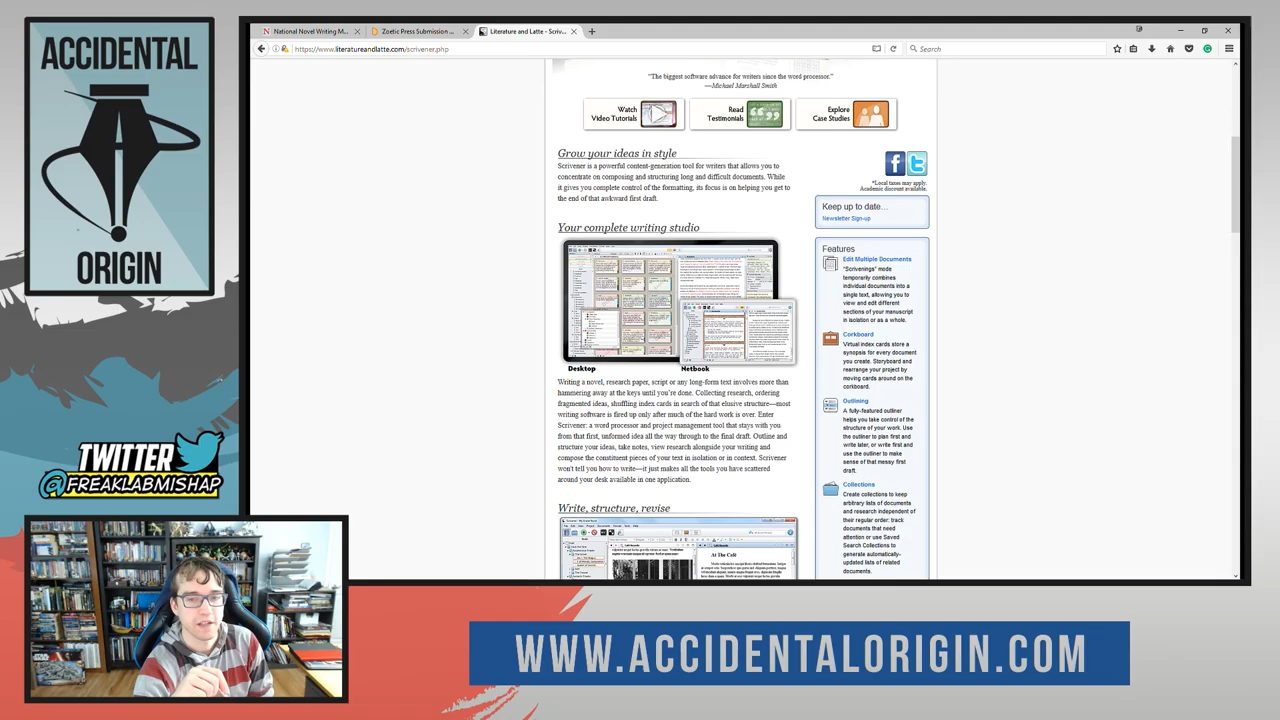 ACCIDENTAL
ORIGIN
TWITTER
@FREAKLABMISHAP
National Novel Writing M...
Zoetic Press Submission ...
Literature and Latte - Scriv...
https://www.literatureandlatte.com/scrivener.php
Search
"The biggest software advance for writers since the word processor."
—Michael Marshall Smith
Watch
Video Tutorials
Read
Testimonials
Explore
Case Studies
Grow your ideas in style
Scrivener is a powerful content-generation tool for writers that allows you to
concentrate on composing and structuring long and difficult documents. While
it gives you complete control of the formatting, its focus is on helping you get to
the end of that awkward first draft.
Your complete writing studio
Desktop
Netbook
Writing a novel, research paper, script or any long-form text involves more than
hammering away at the keys until you're done. Collecting research, ordering
fragmented ideas, shuffling index cards in search of that elusive structure—most
writing software is fired up only after much of the hard work is over. Enter
Scrivener: a word processor and project management tool that stays with you
from that first, unformed idea all the way through to the final draft. Outline and
structure your ideas, take notes, view research alongside your writing and
compose the constituent pieces of your text in isolation or in context. Scrivener
won't tell you how to write—it just makes all the tools you have scattered
around your desk available in one application.
Write, structure, revise
At The Café
*Local taxes may apply.
Academic discount available.
Keep up to date...
Newsletter Sign-up
Features
Edit Multiple Documents
"Scrivenings" mode
temporarily combines
individual documents into a
single text, allowing you to
view and edit different
sections of your manuscript
in isolation or as a whole.
Corkboard
Virtual index cards store a
synopsis for every document
you create. Storyboard and
rearrange your project by
moving cards around on the
corkboard.
Outlining
A fully-featured outliner
helps you take control of the
structure of your work. Use
the outliner to plan first and
write later, or write first and
use the outliner to make
sense of that messy first
draft.
Collections
Create collections to keep
arbitrary lists of documents
and research independent of
their regular order: track
documents that need
attention or use Saved
Search Collections to
generate automatically-
updated lists of related
documents.
WWW.ACCIDENTALORIGIN.COM